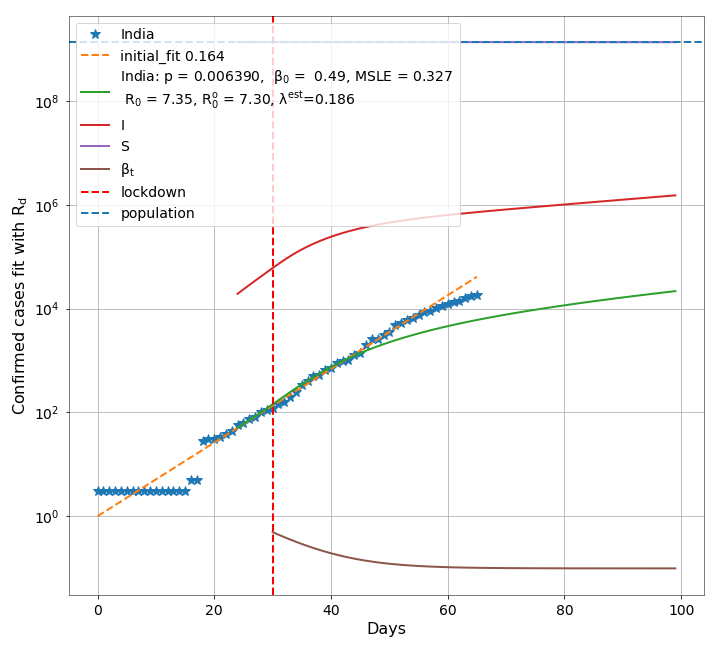 India
initial_fit 0.164
India: p = 0.006390, β₀ = 0.49, MSLE = 0.327
R₀ = 7.35, R₀ᵒ = 7.30, λᵉˢᵗ=0.186
I
S
βₜ
lockdown
population
Confirmed cases fit with R_d
10⁸
10⁶
10⁴
10²
10⁰
0 20 40 60 80 100
Days